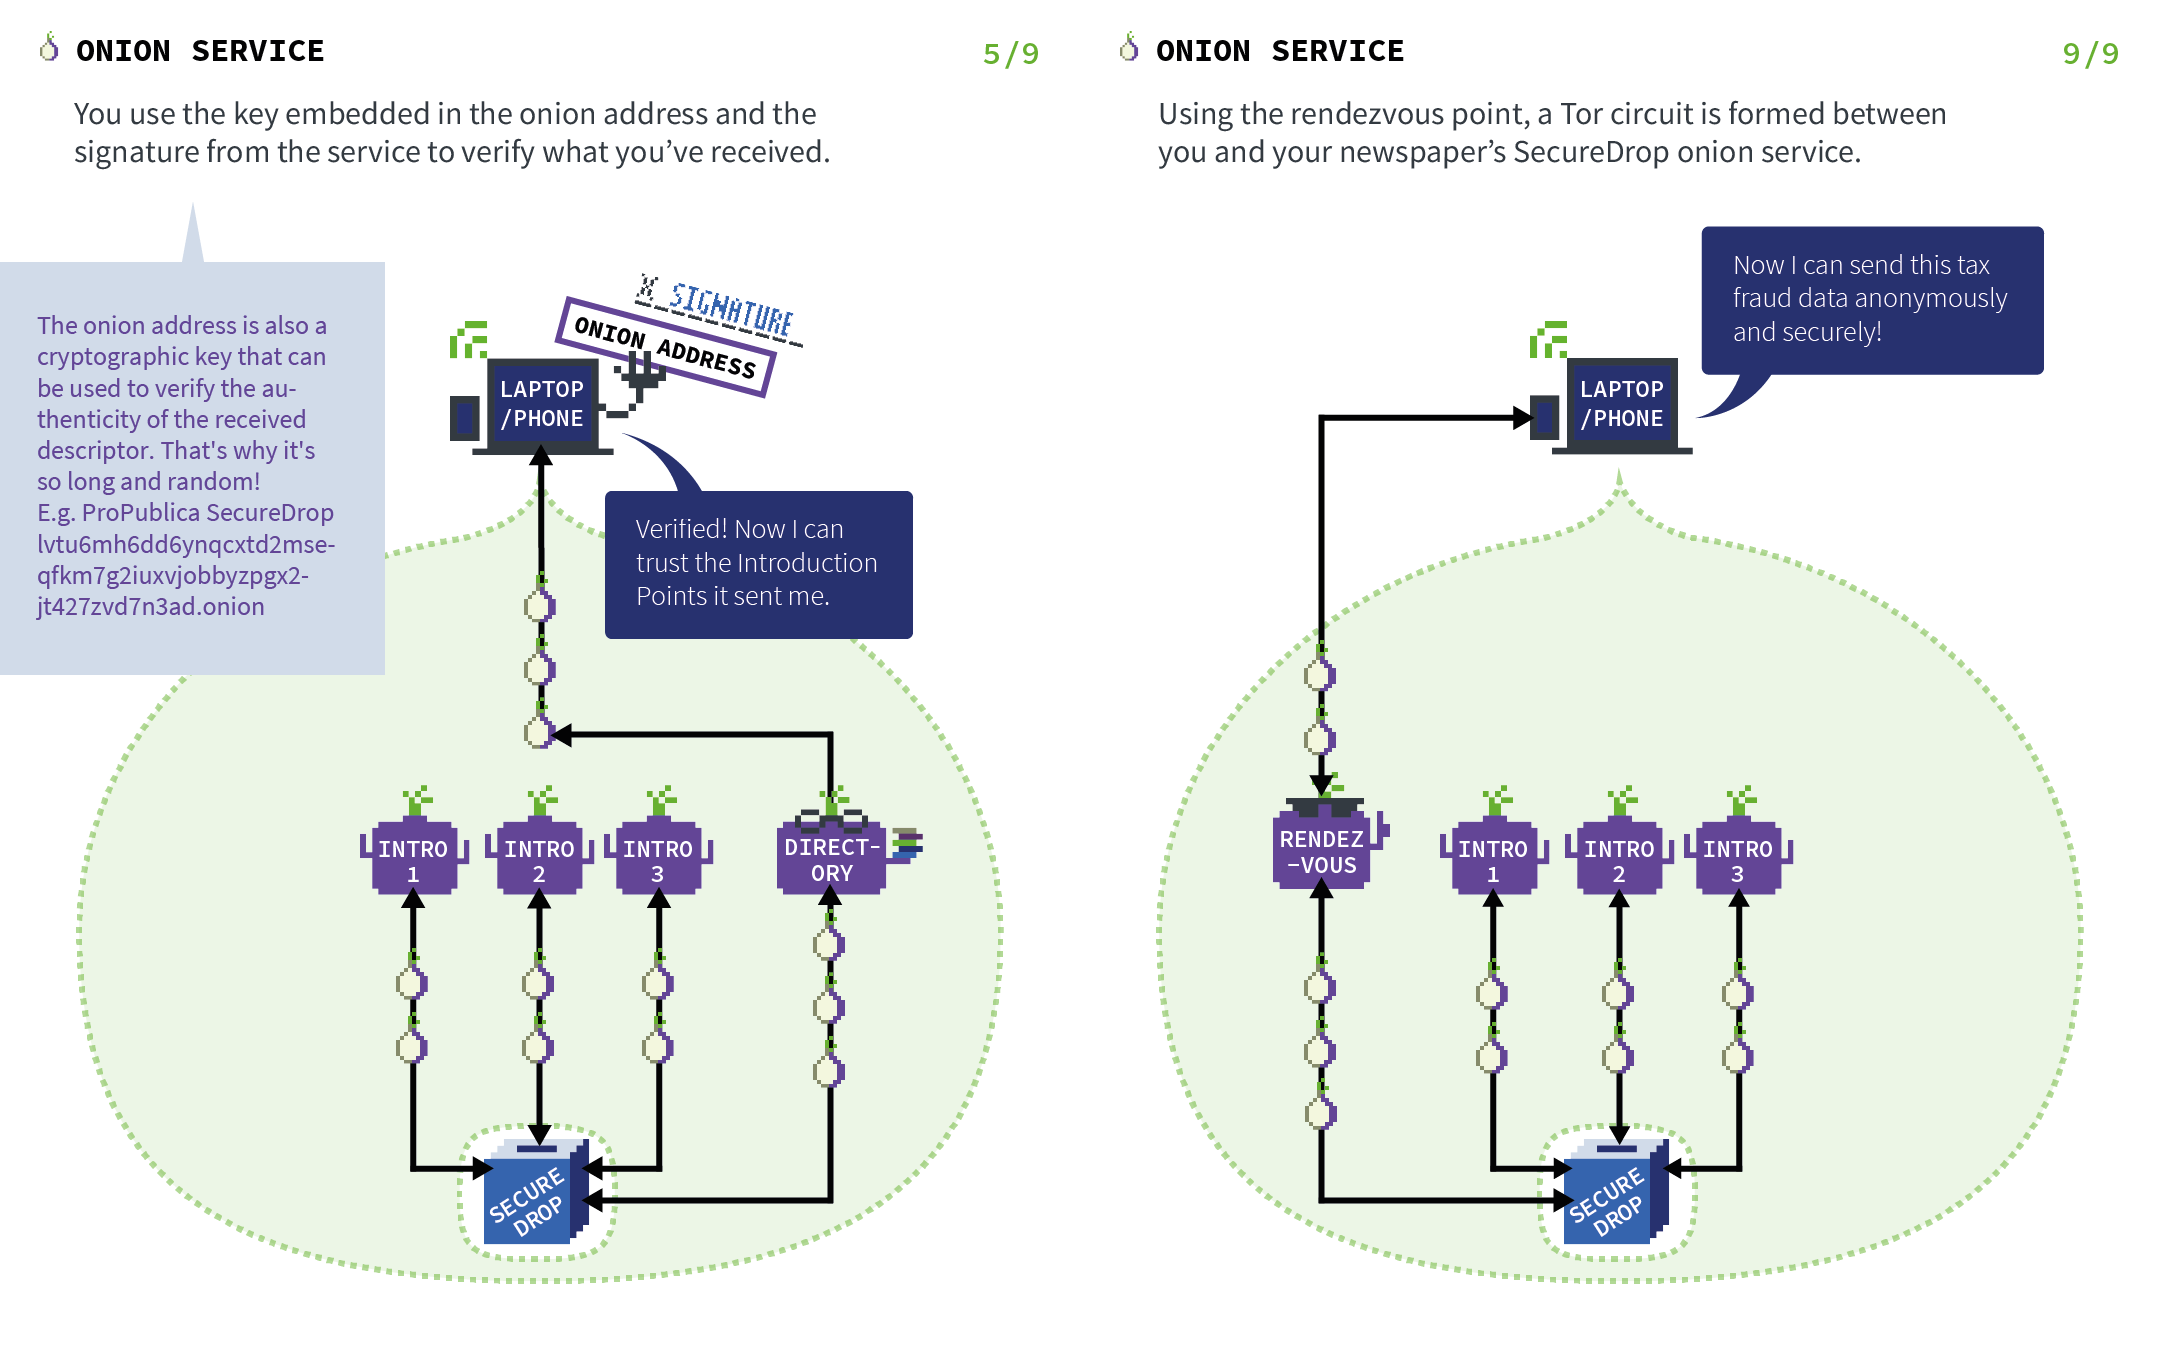 ONION SERVICE
5/9
You use the key embedded in the onion address and the
signature from the service to verify what you’ve received.
The onion address is also a
cryptographic key that can
be used to verify the au-
thenticity of the received
descriptor. That's why it's
so long and random!
E.g. ProPublica SecureDrop
lvtu6mh6dd6ynqcxtd2mse-
qfkm7g2iuxvjobbyzpgx2-
jt427zvd7n3ad.onion
X SIGNATURE
ONION ADDRESS
LAPTOP
/PHONE
Verified! Now I can
trust the Introduction
Points it sent me.
INTRO
1
INTRO
2
INTRO
3
DIRECT-
ORY
SECURE
DROP
ONION SERVICE
9/9
Using the rendezvous point, a Tor circuit is formed between
you and your newspaper’s SecureDrop onion service.
Now I can send this tax
fraud data anonymously
and securely!
LAPTOP
/PHONE
RENDEZ
-VOUS
INTRO
1
INTRO
2
INTRO
3
SECURE
DROP